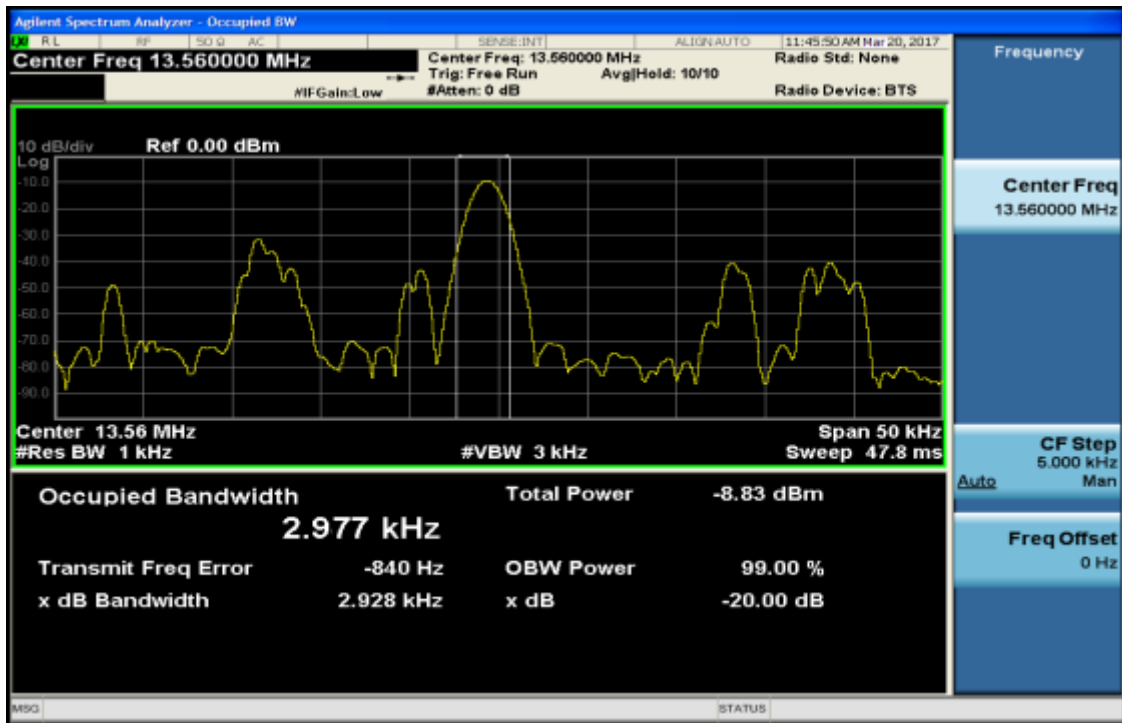 Agilent Spectrum Analyzer - Occupied BW
RL RF 50 Ω AC SENSE:INT ALIGN AUTO 11:45:50 AM Mar 20, 2017
Center Freq 13.560000 MHz
Center Freq: 13.560000 MHz
Radio Std: None
Trig: Free Run Avg|Hold: 10/10
#IFGain:Low
#Atten: 0 dB
Radio Device: BTS
Frequency
10 dB/div Ref 0.00 dBm
Log
-10.0
-20.0
-30.0
-40.0
-50.0
-60.0
-70.0
-80.0
-90.0
Center 13.56 MHz
Span 50 kHz
#Res BW 1 kHz
#VBW 3 kHz
Sweep 47.8 ms
Center Freq
13.560000 MHz
CF Step
5.000 kHz
Auto Man
Freq Offset
0 Hz
Occupied Bandwidth
2.977 kHz
Total Power -8.83 dBm
Transmit Freq Error -840 Hz
OBW Power 99.00 %
x dB Bandwidth 2.928 kHz
x dB -20.00 dB
MSG
STATUS